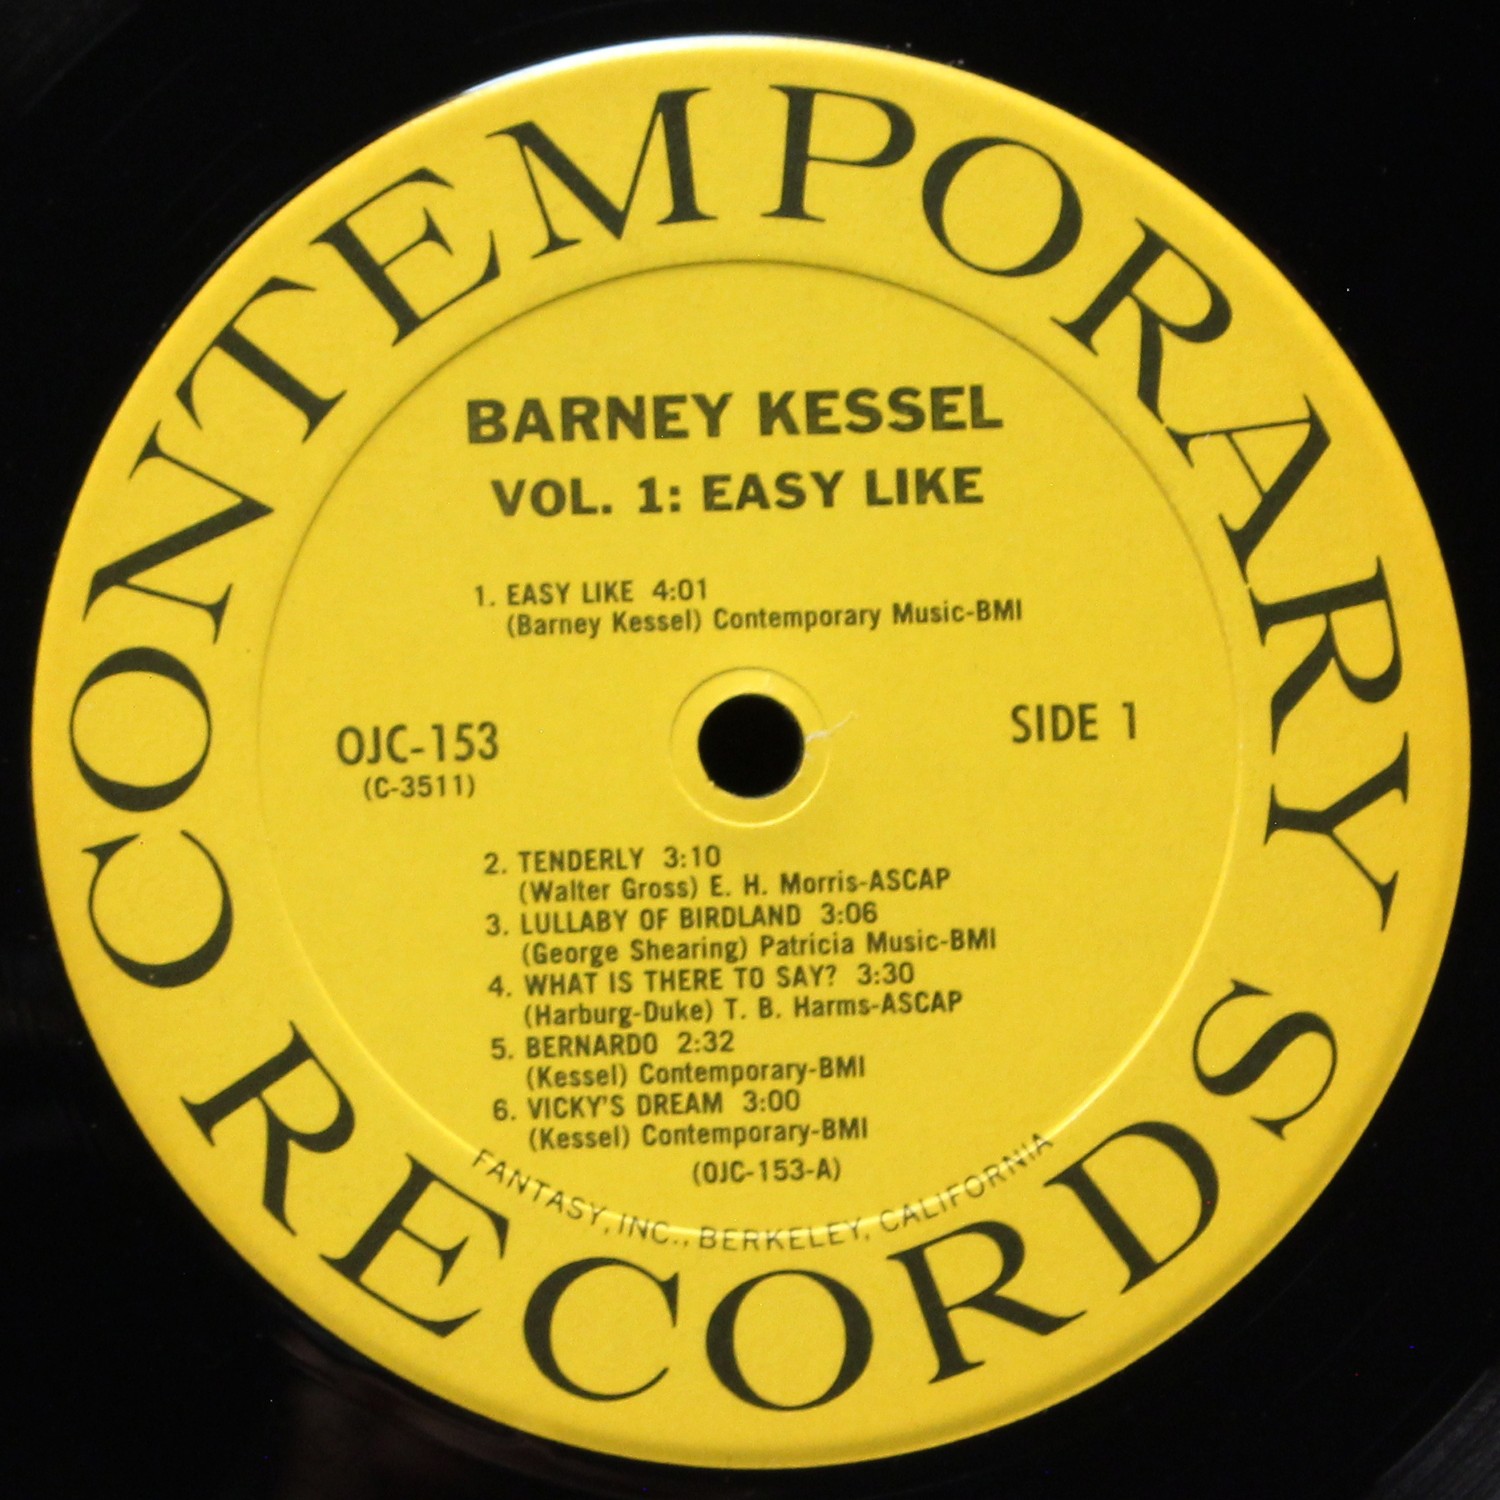 CONTEMPORARY
BARNEY KESSEL
VOL. 1: EASY LIKE
1. EASY LIKE 4:01
(Barney Kessel) Contemporary Music-BMI
OJC-153
(C-3511)
SIDE 1
2. TENDERLY 3:10
(Walter Gross) E. H. Morris-ASCAP
3. LULLABY OF BIRDLAND 3:06
(George Shearing) Patricia Music-BMI
4. WHAT IS THERE TO SAY? 3:30
(Harburg-Duke) T. B. Harms-ASCAP
5. BERNARDO 2:32
(Kessel) Contemporary-BMI
6. VICKY'S DREAM 3:00
(Kessel) Contemporary-BMI
(OJC-153-A)
FANTASY, INC., BERKELEY, CALIFORNIA
RECORDS